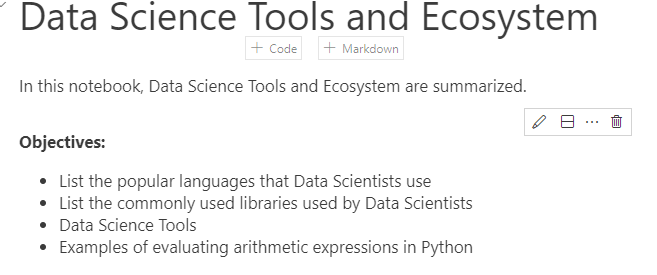 Data Science Tools and Ecosystem
+ Code + Markdown
In this notebook, Data Science Tools and Ecosystem are summarized.
Objectives:
• List the popular languages that Data Scientists use
• List the commonly used libraries used by Data Scientists
• Data Science Tools
• Examples of evaluating arithmetic expressions in Python